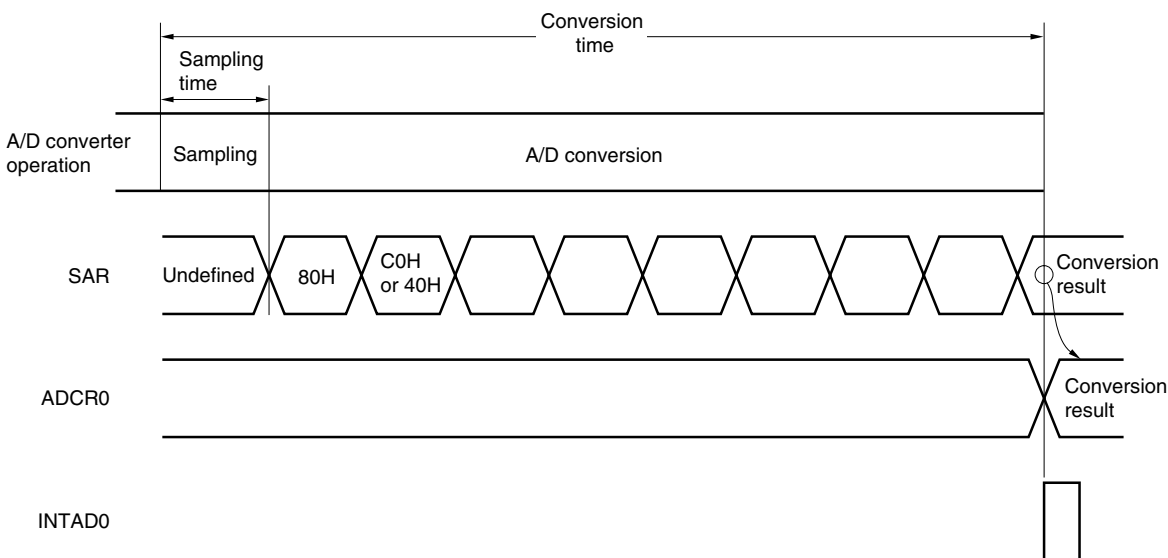 Conversion
time
Sampling
time
A/D converter
operation
Sampling
A/D conversion
SAR
Undefined
80H
C0H
or 40H
Conversion
result
ADCR0
Conversion
result
INTAD0